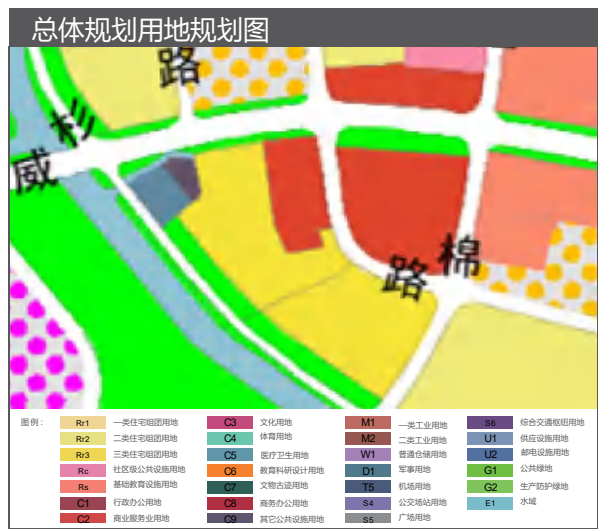 总体规划用地规划图
路
杉
威
棉
路
图例：
Rr1 一类住宅组团用地
Rr2 二类住宅组团用地
Rr3 三类住宅组团用地
Rc 社区级公共设施用地
Rs 基础教育设施用地
C1 行政办公用地
C2 商业服务业用地
C3 文化用地
C4 体育用地
C5 医疗卫生用地
C6 教育科研设计用地
C7 文物古迹用地
C8 商务办公用地
C9 其它公共设施用地
M1 一类工业用地
M2 二类工业用地
W1 普通仓储用地
D1 军事用地
T5 机场用地
S4 公交场站用地
S5 广场用地
S6 综合交通枢纽用地
U1 供应设施用地
U2 邮电设施用地
G1 公共绿地
G2 生产防护绿地
E1 水域